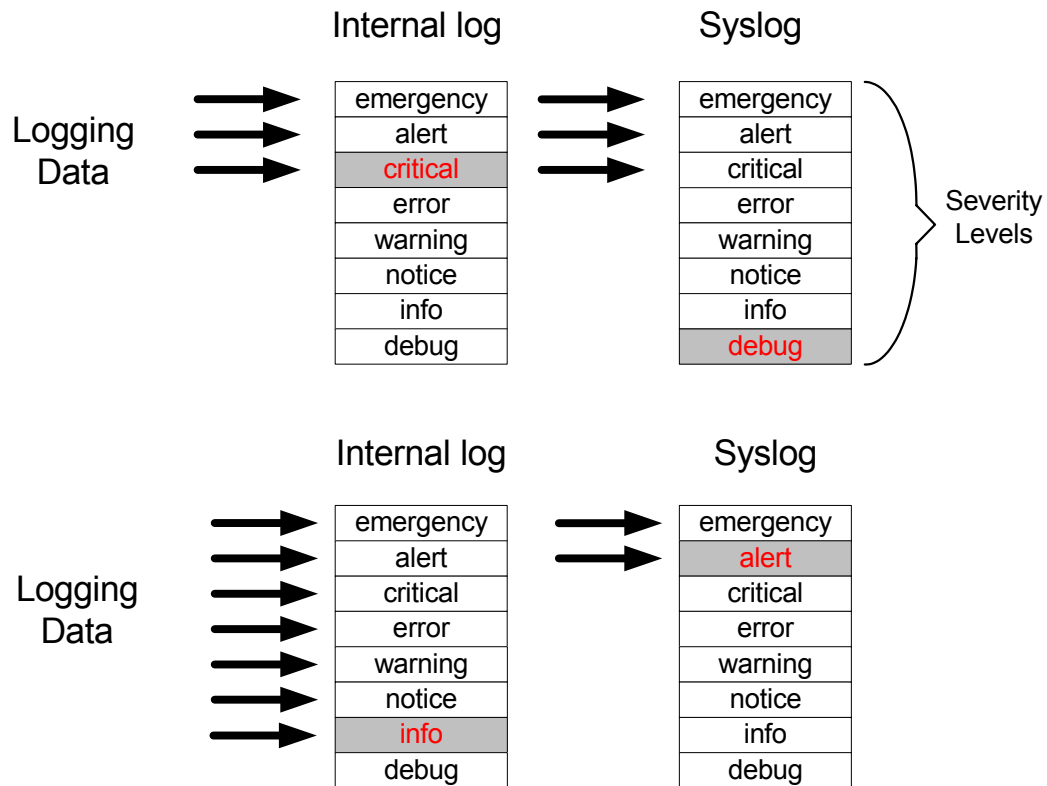 Internal log
Syslog
Logging
Data
emergency
alert
critical
error
warning
notice
info
debug
emergency
alert
critical
error
warning
notice
info
debug
Severity
Levels
Internal log
Syslog
Logging
Data
emergency
alert
critical
error
warning
notice
info
debug
emergency
alert
critical
error
warning
notice
info
debug